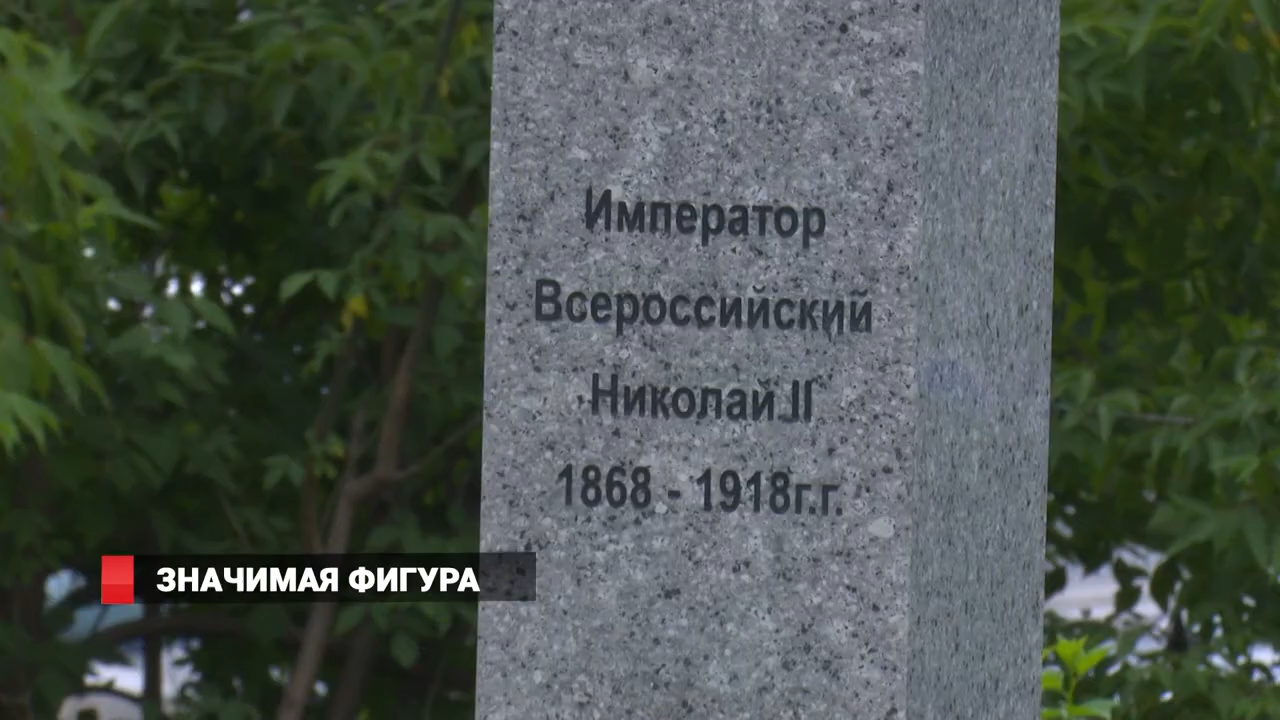 Император
Всероссийский
Николай II
1868 - 1918г.г.
ЗНАЧИМАЯ ФИГУРА